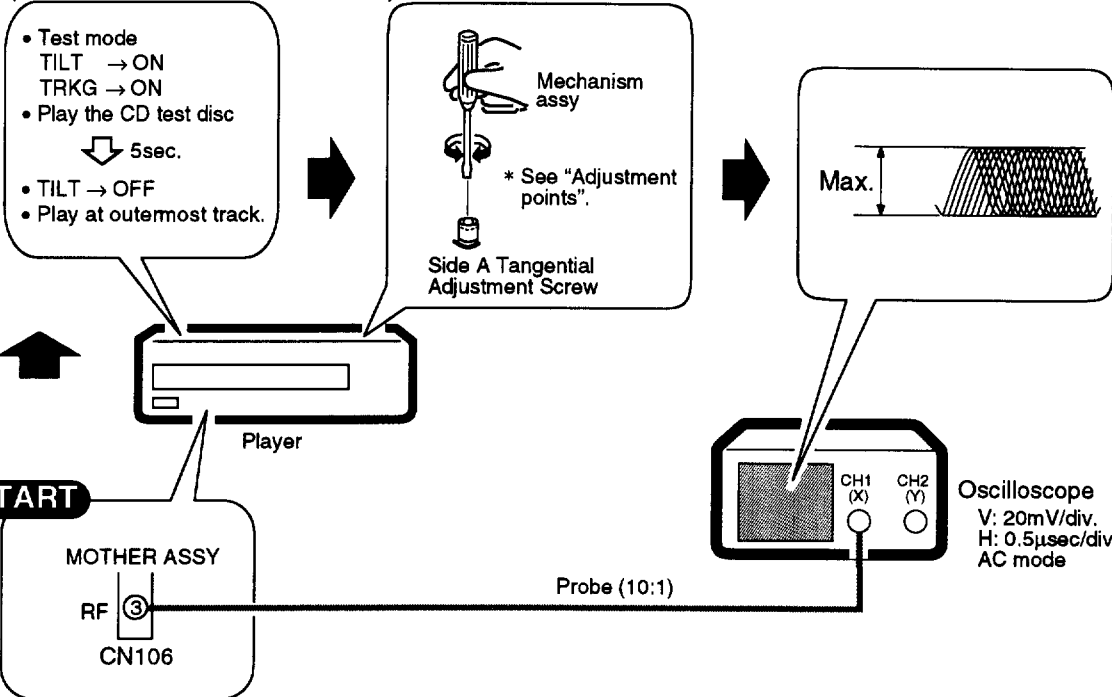 • Test mode
TILT → ON
TRKG → ON
• Play the CD test disc
5sec.
• TILT → OFF
• Play at outermost track.
Mechanism
assy
* See “Adjustment
points”.
Side A Tangential
Adjustment Screw
Max.
Player
TART
MOTHER ASSY
RF ③
CN106
Probe (10:1)
CH1
(X)
CH2
(Y)
Oscilloscope
V: 20mV/div.
H: 0.5μsec/div
AC mode